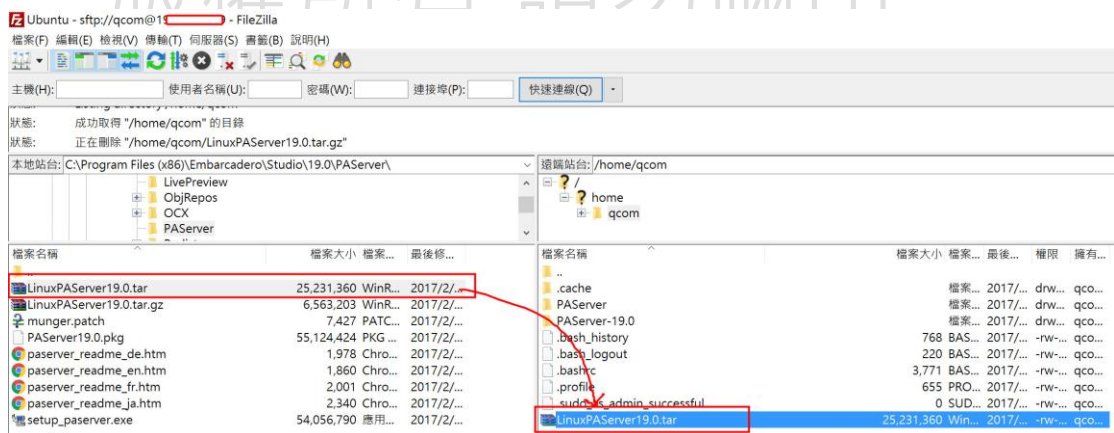 Ubuntu - sftp://qcom@19 - FileZilla
檔案(F) 編輯(E) 檢視(V) 傳輸(T) 伺服器(S) 書籤(B) 說明(H)
主機(H): 使用者名稱(U): 密碼(W): 連接埠(P): 快速連線(Q)
狀態: 成功取得 "/home/qcom" 的目錄
狀態: 正在刪除 "/home/qcom/LinuxPAServer19.0.tar.gz"
本地站台: C:\Program Files (x86)\Embarcadero\Studio\19.0\PAServer\
LivePreview
ObjRepos
OCX
PAServer
遠端站台: /home/qcom
/
home
qcom
檔案名稱 檔案大小 檔案... 最後修...
..
LinuxPAServer19.0.tar 25,231,360 WinR... 2017/2/...
LinuxPAServer19.0.tar.gz 6,563,203 WinR... 2017/2/...
munger.patch 7,427 PATC... 2017/2/...
PAServer19.0.pkg 55,124,424 PKG ... 2017/2/...
paserver_readme_de.htm 1,978 Chro... 2017/2/...
paserver_readme_en.htm 1,860 Chro... 2017/2/...
paserver_readme_fr.htm 2,001 Chro... 2017/2/...
paserver_readme_ja.htm 2,340 Chro... 2017/2/...
setup_paserver.exe 54,056,790 應用... 2017/2/...
檔案名稱 檔案大小 檔案... 最後... 權限 擁有...
..
.cache 檔案... 2017/... drw... qco...
PAServer 檔案... 2017/... drw... qco...
PAServer-19.0 檔案... 2017/... drw... qco...
.bash_history 768 BAS... 2017/... -rw-... qco...
.bash_logout 220 BAS... 2017/... -rw-... qco...
.bashrc 3,771 BAS... 2017/... -rw-... qco...
.profile 655 PRO... 2017/... -rw-... qco...
.sudo_as_admin_successful 0 SUD... 2017/... -rw-... qco...
LinuxPAServer19.0.tar 25,231,360 Win... 2017/... -rw-... qco...